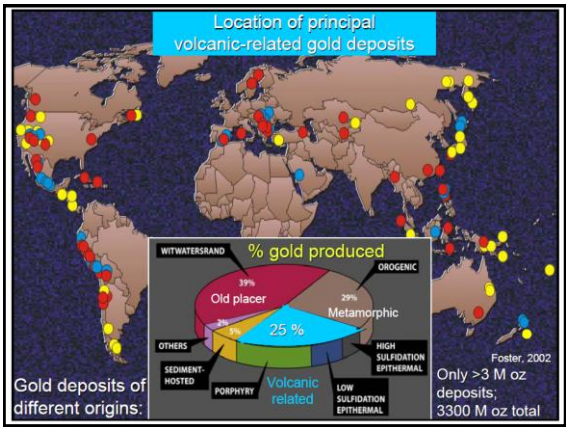 Location of principal
volcanic-related gold deposits
% gold produced
WITWATERSRAND
OROGENIC
39%
Old placer
29%
Metamorphic
2%
5%
25 %
OTHERS
SEDIMENT-
HOSTED
PORPHYRY
Volcanic
related
LOW
SULFIDATION
EPITHERMAL
HIGH
SULFIDATION
EPITHERMAL
Foster, 2002
Gold deposits of
different origins:
Only >3 M oz
deposits;
3300 M oz total